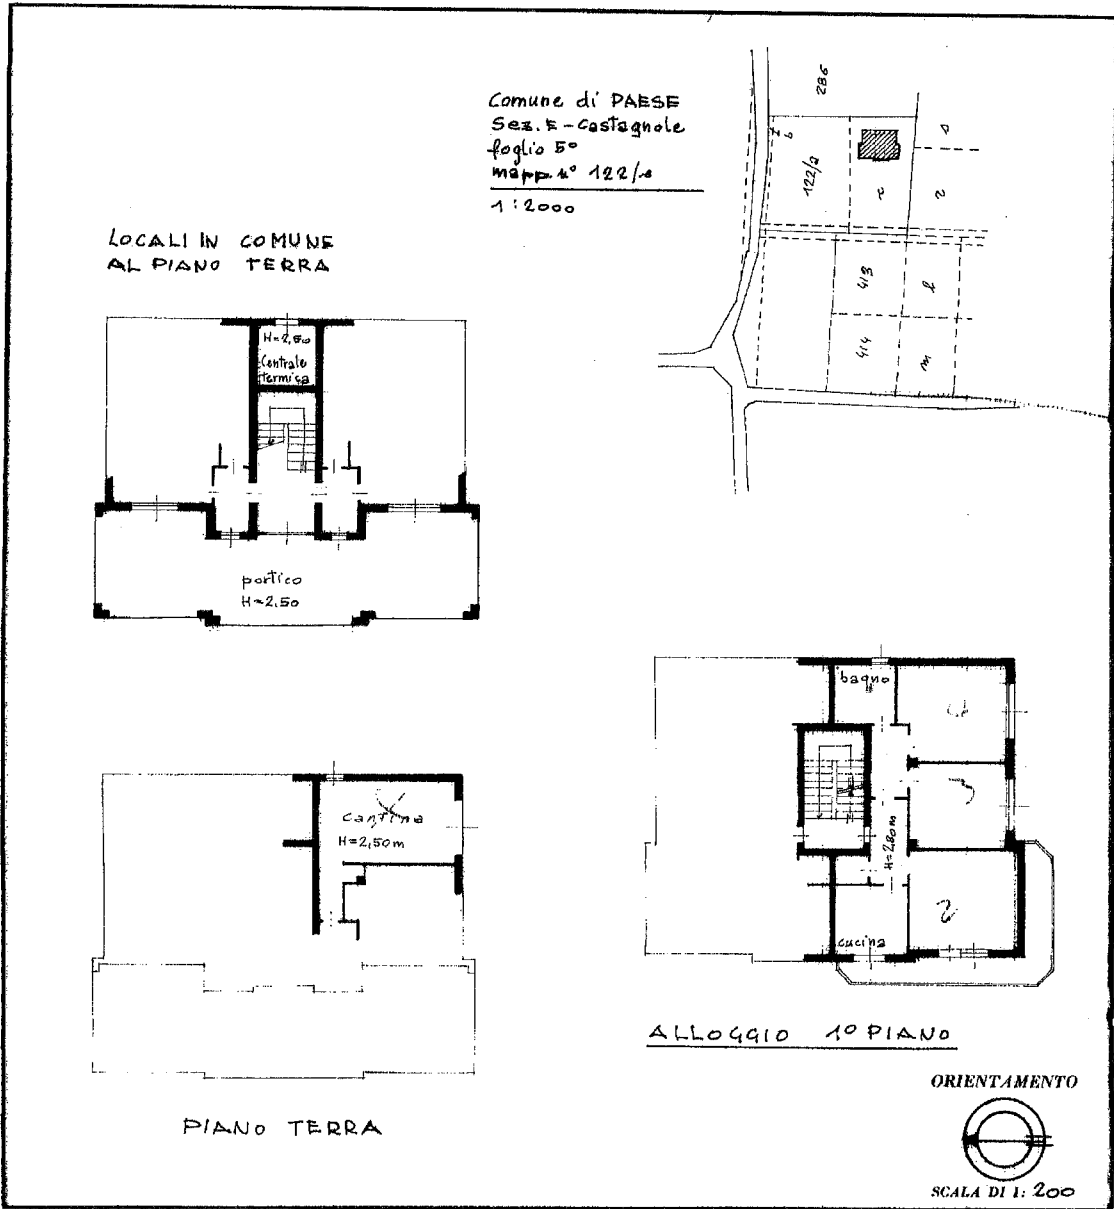 Comune di PAESE
Sez. E - Castagnole
foglio 5°
mapp. n° 122/
1:2000
286
b
122/a
413
l
414
m
LOCALI IN COMUNE
AL PIANO TERRA
H=2,50
Centrale
termica
portico
H=2,50
cantina
H=2,50m
PIANO TERRA
bagno
H=2,80m
cucina
ALLOGGIO 1° PIANO
ORIENTAMENTO
SCALA DI 1: 200